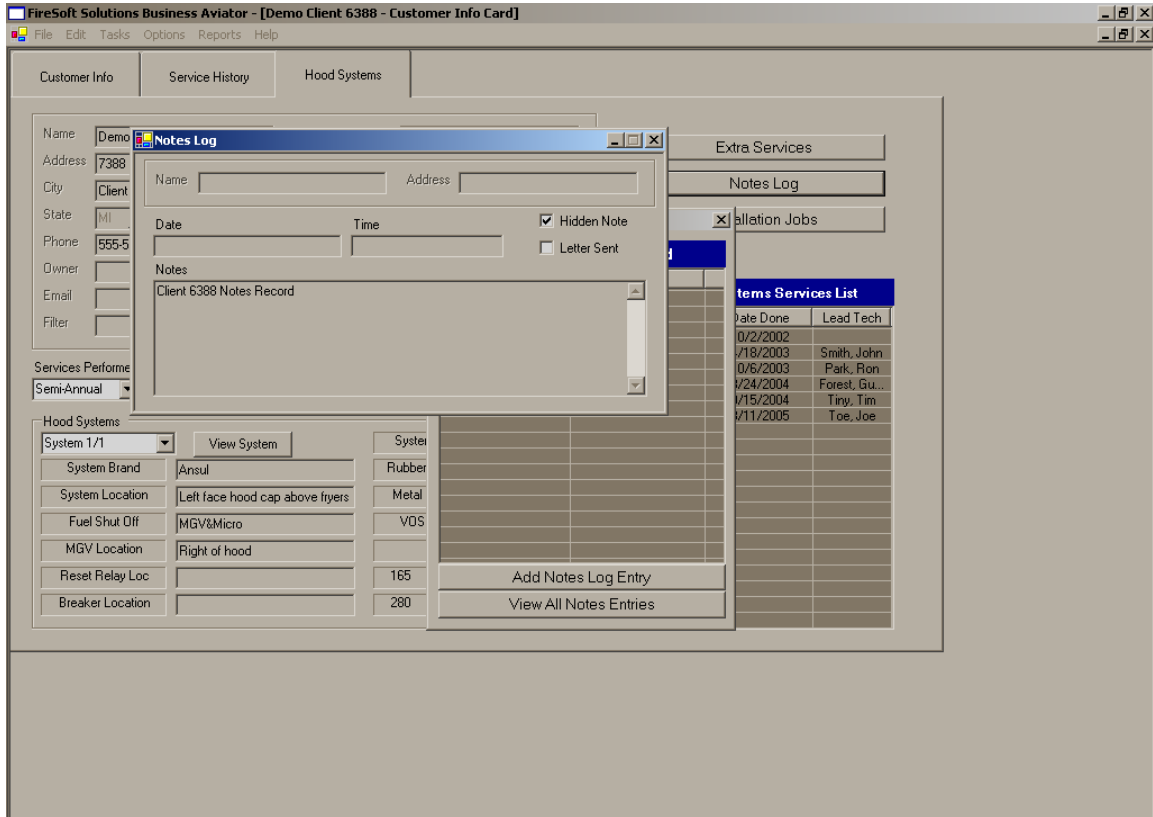 FireSoft Solutions Business Aviator - [Demo Client 6388 - Customer Info Card]
File Edit Tasks Options Reports Help
Customer Info Service History Hood Systems
Name Demo
Address 7388
City Client
State MI
Phone 555-5
Owner
Email
Filter
Notes Log
Name Address
Date Time
Hidden Note
Letter Sent
Notes
Client 6388 Notes Record
Extra Services
Notes Log
allation Jobs
tems Services List
Date Done Lead Tech
0/2/2002
/18/2003 Smith, John
0/6/2003 Park, Ron
/24/2004 Forest, Gu...
/15/2004 Tiny, Tim
/11/2005 Toe, Joe
Services Performe
Semi-Annual
Hood Systems
System 1/1 View System Syste
System Brand Ansul Rubber
System Location Left face hood cap above fryers Metal
Fuel Shut Off MGV&Micro VOS
MGV Location Right of hood
Reset Relay Loc 165
Breaker Location 280
Add Notes Log Entry
View All Notes Entries